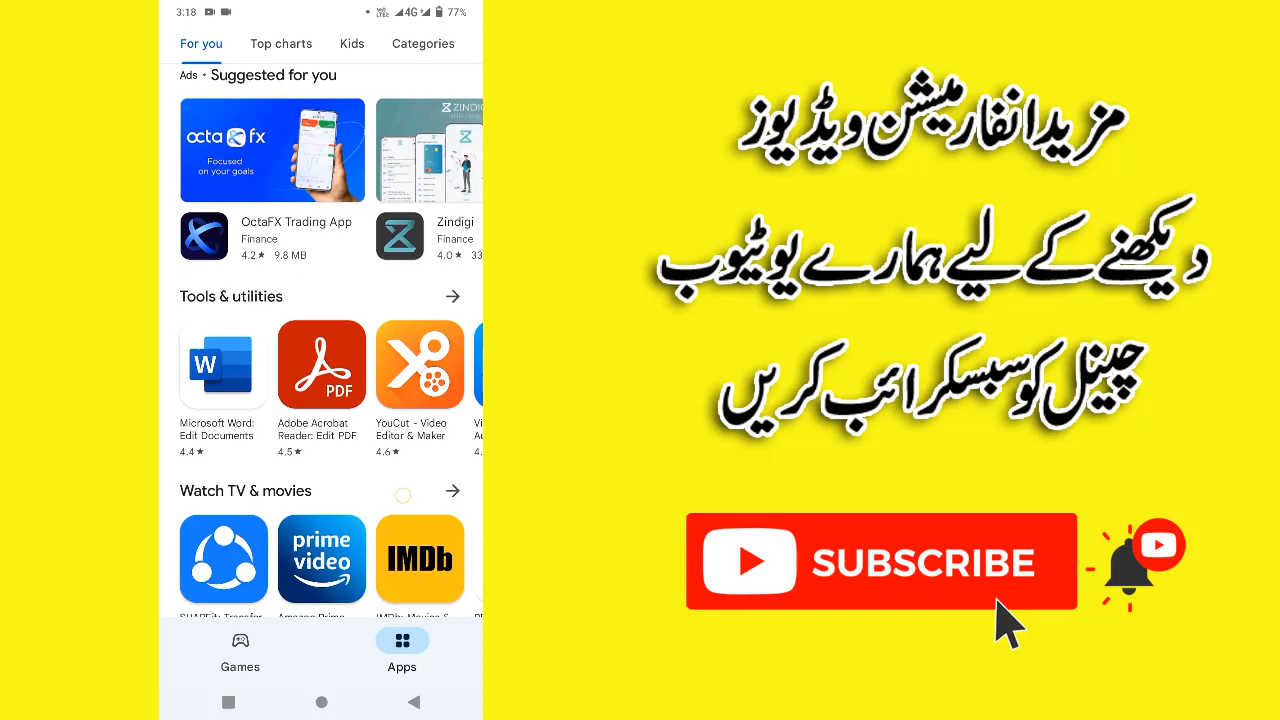 3:18
4G
77%
For you Top charts Kids Categories
Ads • Suggested for you
octa fx
Focused
on your goals
ZINDIGI
OctaFX Trading App
Finance
4.2★ 9.8 MB
Zindigi
Finance
4.0★ 33
Tools & utilities
W
PDF
Microsoft Word:
Edit Documents
4.4★
Adobe Acrobat
Reader: Edit PDF
4.5★
YouCut - Video
Editor & Maker
4.6★
Watch TV & movies
prime
video
IMDb
Games
Apps
مزید انفارمیشن ویڈیوز
دیکھنے کے لیے ہمارے یوٹیوب
چینل کو سبسکرائب کریں
SUBSCRIBE